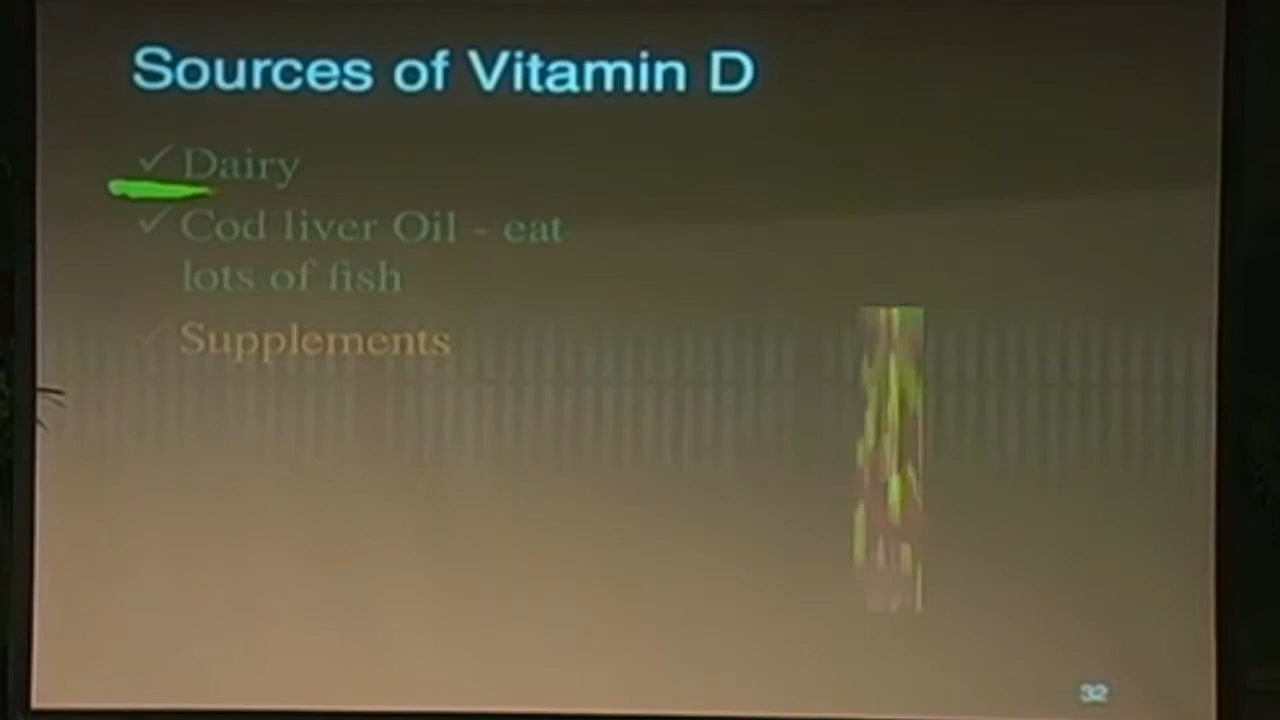 Sources of Vitamin D
✓ Dairy
✓ Cod liver Oil - eat
lots of fish
✓ Supplements
32